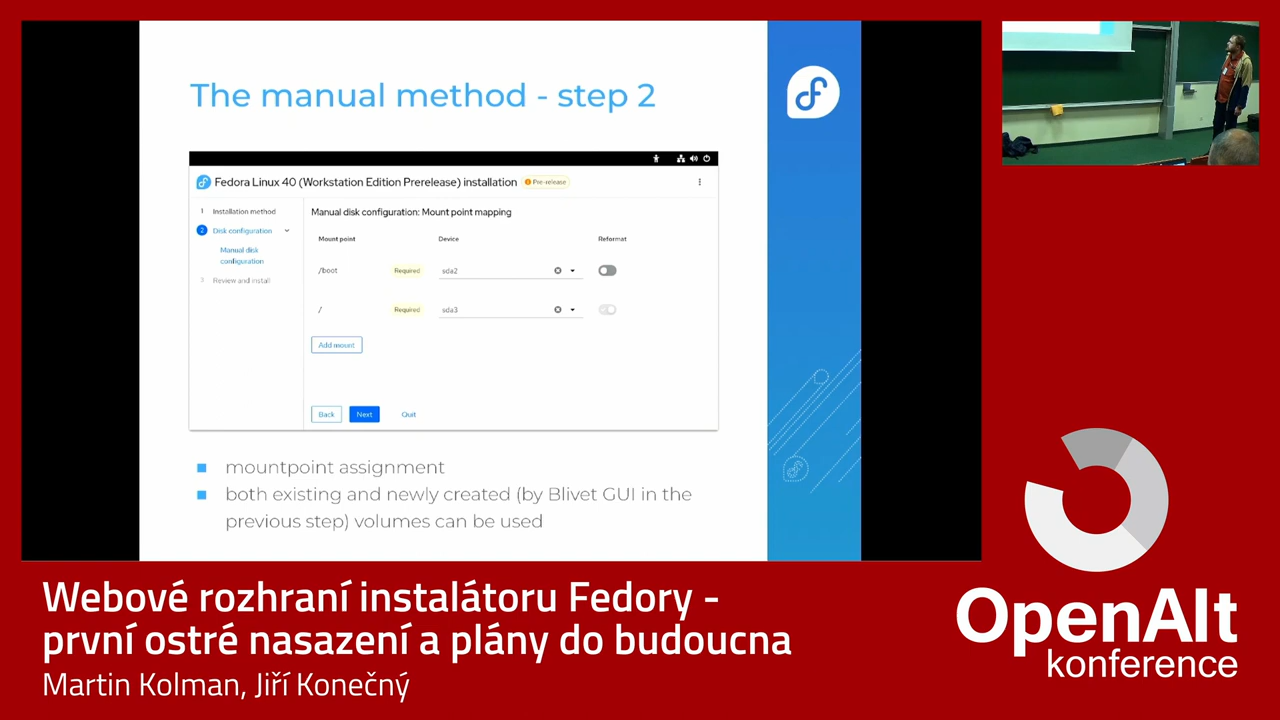 The manual method - step 2
Fedora Linux 40 (Workstation Edition Prerelease) installation
Pre-release
1 Installation method
2 Disk configuration
Manual disk
configuration
3 Review and install
Manual disk configuration: Mount point mapping
Mount point Device Reformat
/boot Required sda2
/ Required sda3
Add mount
Back Next Quit
mountpoint assignment
both existing and newly created (by Blivet GUI in the
previous step) volumes can be used
Webové rozhraní instalátoru Fedory -
první ostré nasazení a plány do budoucna
Martin Kolman, Jiří Konečný
OpenAlt
konference